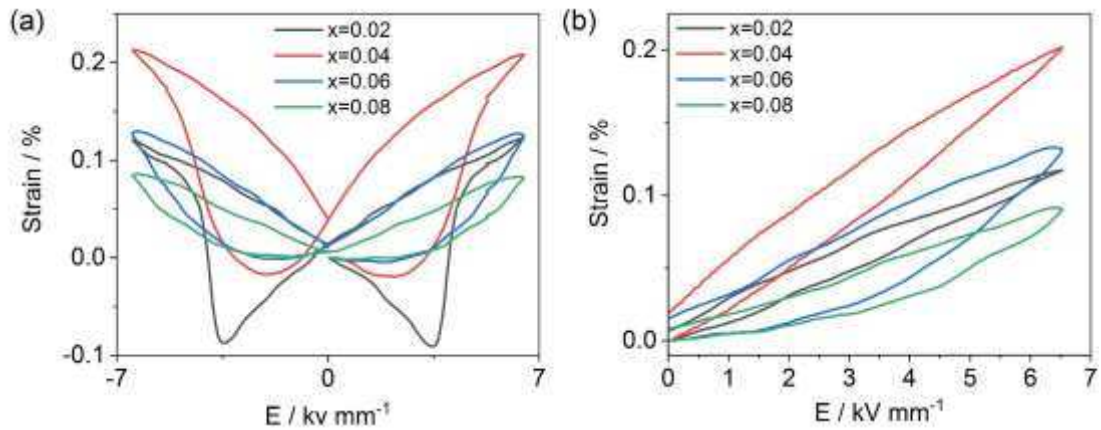 (a)
x=0.02
x=0.04
x=0.06
x=0.08
0.2
0.1
0.0
-0.1
Strain / %
-7
0
7
E / kv mm⁻¹
(b)
x=0.02
x=0.04
x=0.06
x=0.08
0.2
0.1
0.0
Strain / %
0
1
2
3
4
5
6
7
E / kV mm⁻¹